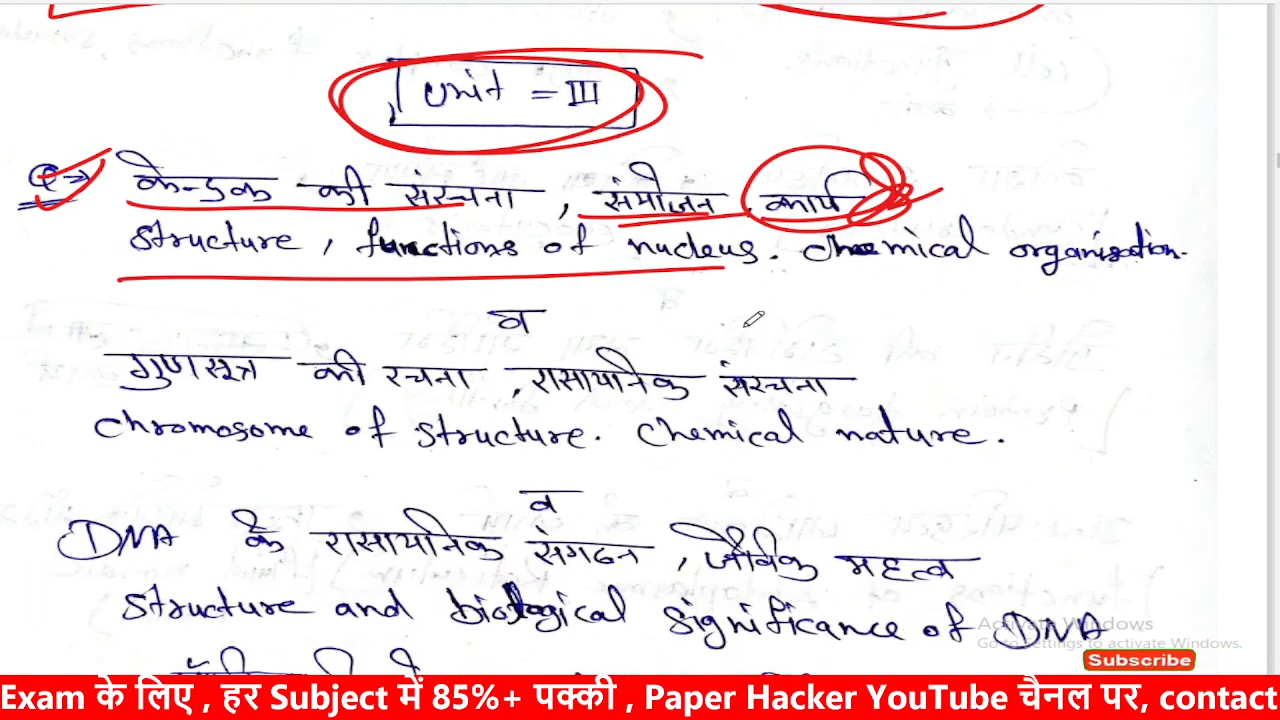 Unit = III
Q→ केन्द्रक की संरचना , संयोजन , कार्य
structure , functions of nucleus . chemical organisation.
व
गुणसूत्र की रचना , रासायनिक संरचना
chromosome of structure . chemical nature .
व
DNA के रासायनिक संगठन , जैविक महत्व
structure and biological significance of DNA
Activate Windows
Go to Settings to activate Windows.
Subscribe
Exam के लिए , हर Subject में 85%+ पक्की , Paper Hacker YouTube चैनल पर, contact